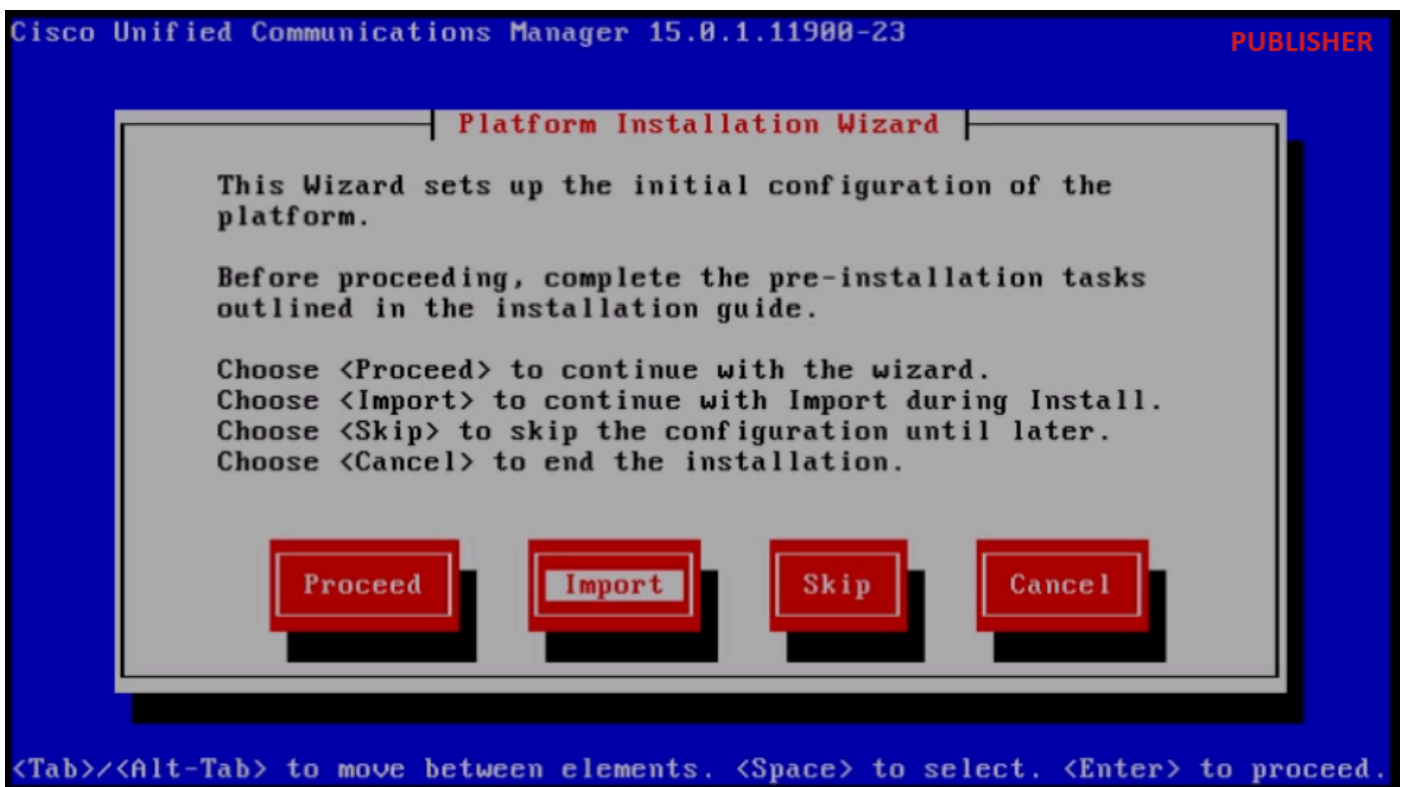 Cisco Unified Communications Manager 15.0.1.11900-23
PUBLISHER
Platform Installation Wizard
This Wizard sets up the initial configuration of the
platform.
Before proceeding, complete the pre-installation tasks
outlined in the installation guide.
Choose <Proceed> to continue with the wizard.
Choose <Import> to continue with Import during Install.
Choose <Skip> to skip the configuration until later.
Choose <Cancel> to end the installation.
Proceed Import Skip Cancel
<Tab>/<Alt-Tab> to move between elements. <Space> to select. <Enter> to proceed.